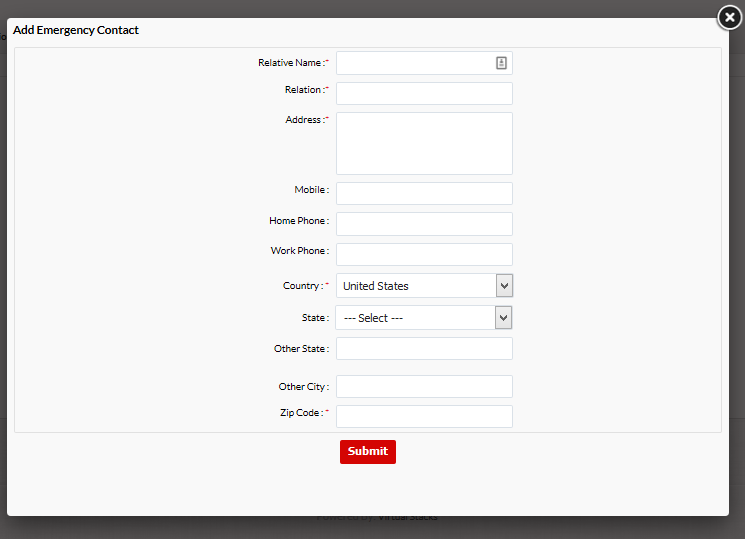 Add Emergency Contact
Relative Name :*
Relation :*
Address :*
Mobile :
Home Phone :
Work Phone :
Country : * United States
State : --- Select ---
Other State :
Other City :
Zip Code : *
Submit
Powered by: Virtual Stacks